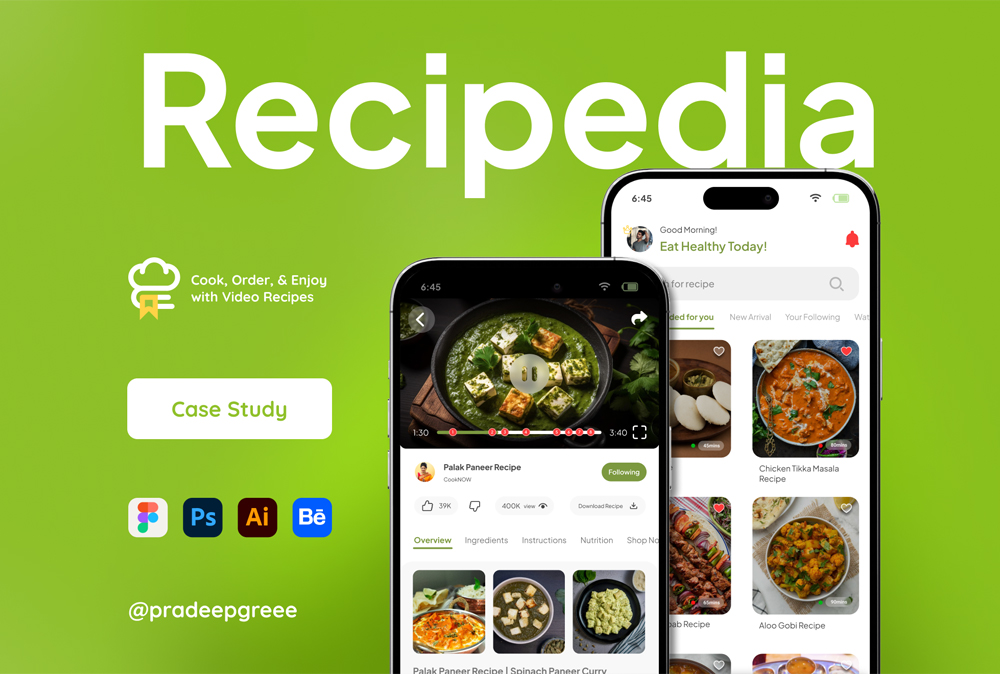 Recipedia
Cook, Order, & Enjoy
with Video Recipes
Case Study
Ps
Ai
Bē
@pradeepgreee
6:45
1:30
3:40
Palak Paneer Recipe
CookNOW
Following
39K
400K view
Download Recipe
Overview
Ingredients
Instructions
Nutrition
Shop No
Palak Paneer Recipe | Spinach Paneer Curry
6:45
Good Morning!
Eat Healthy Today!
for recipe
ded for you
New Arrival
Your Following
Wat
45mins
80mins
Chicken Tikka Masala
Recipe
65mins
90mins
ab Recipe
Aloo Gobi Recipe